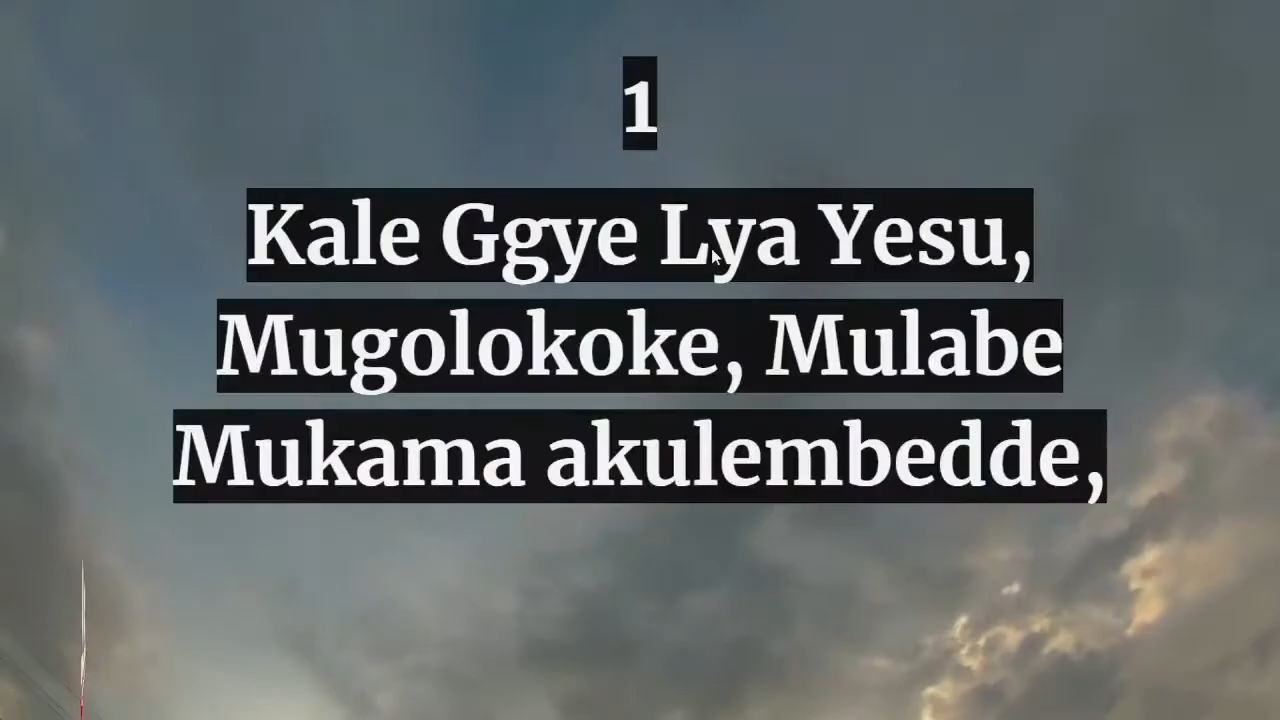 1
Kale Ggye Lya Yesu,
Mugolokoke, Mulabe
Mukama akulembedde,